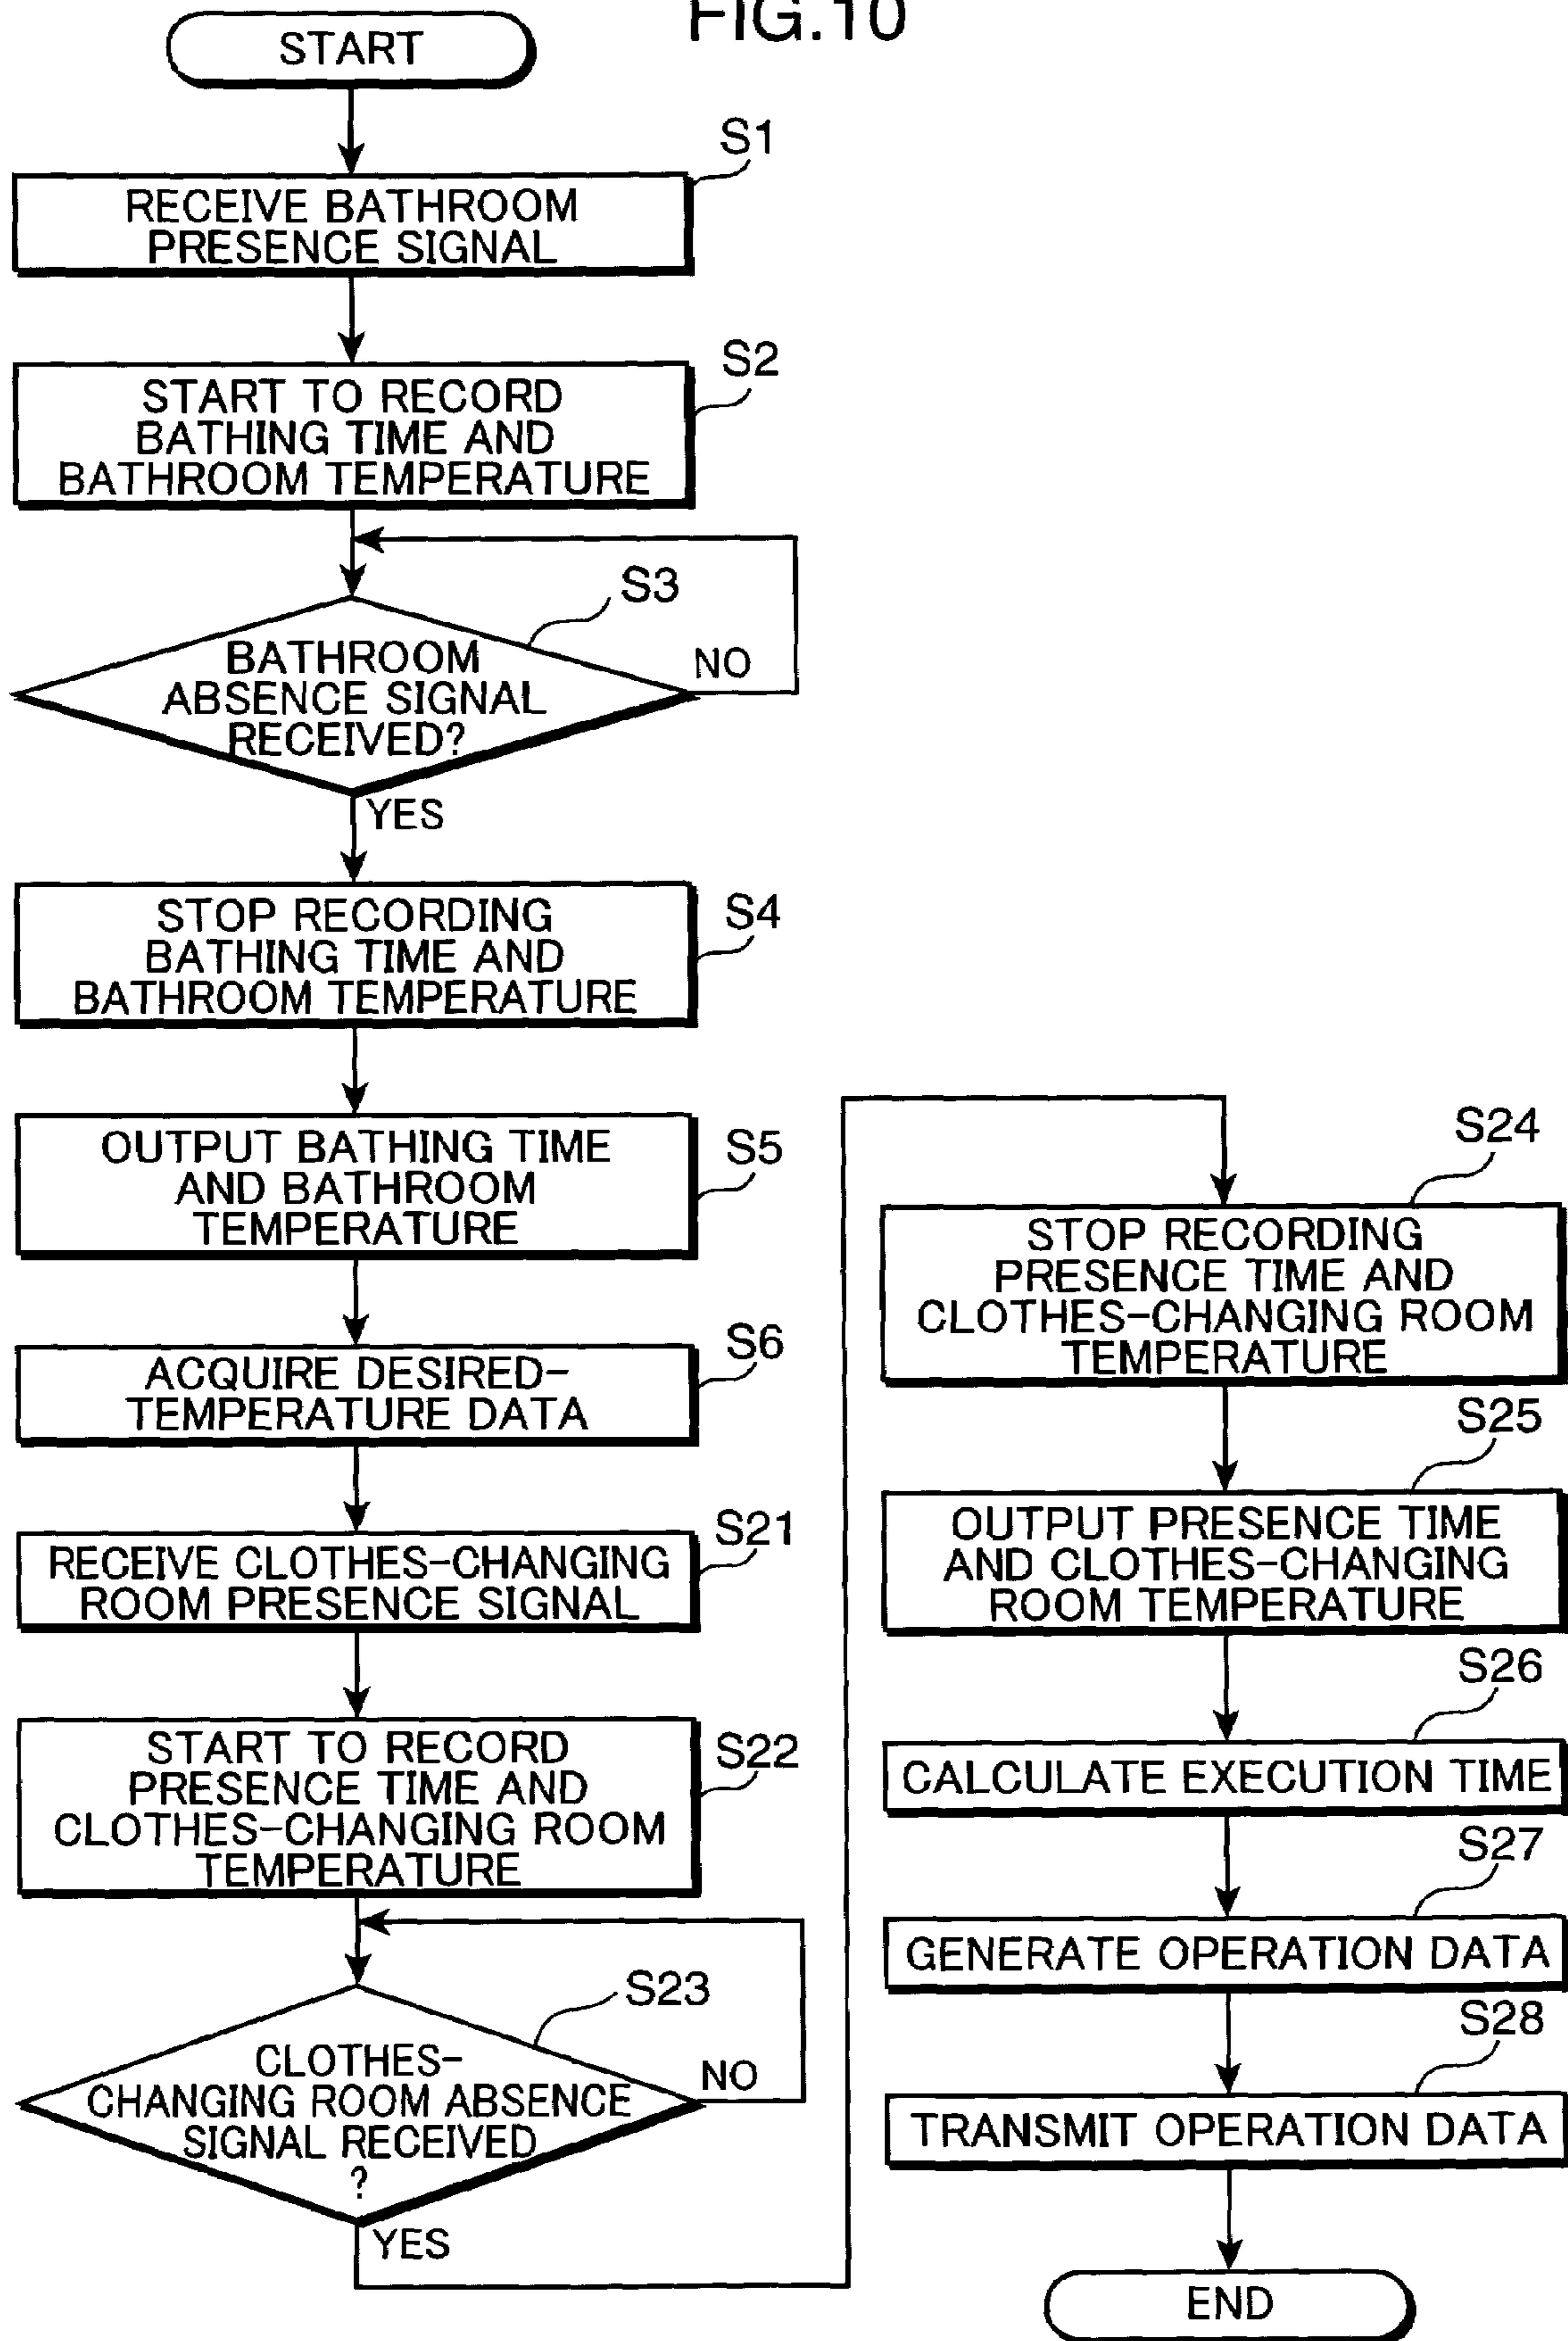 FIG.10
START
S1
RECEIVE BATHROOM
PRESENCE SIGNAL
S2
START TO RECORD
BATHING TIME AND
BATHROOM TEMPERATURE
S3
BATHROOM
ABSENCE SIGNAL
RECEIVED?
NO
YES
S4
STOP RECORDING
BATHING TIME AND
BATHROOM TEMPERATURE
S5
OUTPUT BATHING TIME
AND BATHROOM
TEMPERATURE
S6
ACQUIRE DESIRED-
TEMPERATURE DATA
S21
RECEIVE CLOTHES-CHANGING
ROOM PRESENCE SIGNAL
S22
START TO RECORD
PRESENCE TIME AND
CLOTHES-CHANGING ROOM
TEMPERATURE
S23
CLOTHES-
CHANGING ROOM ABSENCE
SIGNAL RECEIVED
?
NO
YES
S24
STOP RECORDING
PRESENCE TIME AND
CLOTHES-CHANGING ROOM
TEMPERATURE
S25
OUTPUT PRESENCE TIME
AND CLOTHES-CHANGING
ROOM TEMPERATURE
S26
CALCULATE EXECUTION TIME
S27
GENERATE OPERATION DATA
S28
TRANSMIT OPERATION DATA
END